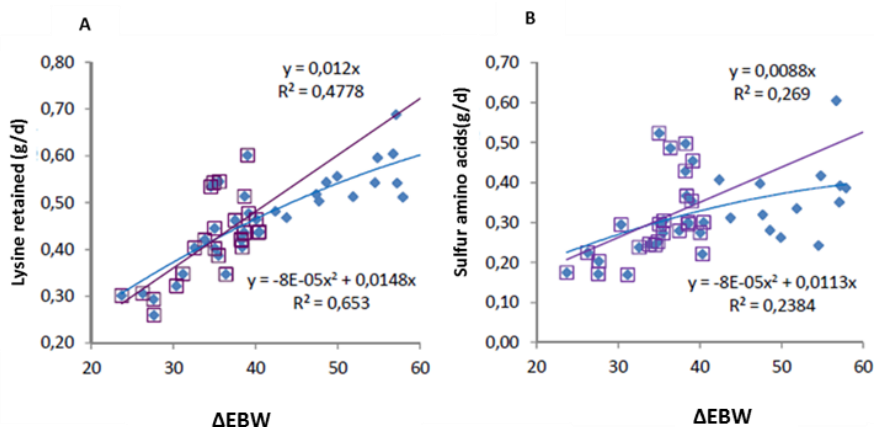 A
Lysine retained (g/d)
0,80
0,70
0,60
0,50
0,40
0,30
0,20
20
30
40
50
60
y = 0,012x
R² = 0,4778
y = -8E-05x² + 0,0148x
R² = 0,653
ΔEBW
B
Sulfur amino acids(g/d)
0,70
0,60
0,50
0,40
0,30
0,20
0,10
0,00
20
30
40
50
60
y = 0,0088x
R² = 0,269
y = -8E-05x² + 0,0113x
R² = 0,2384
ΔEBW